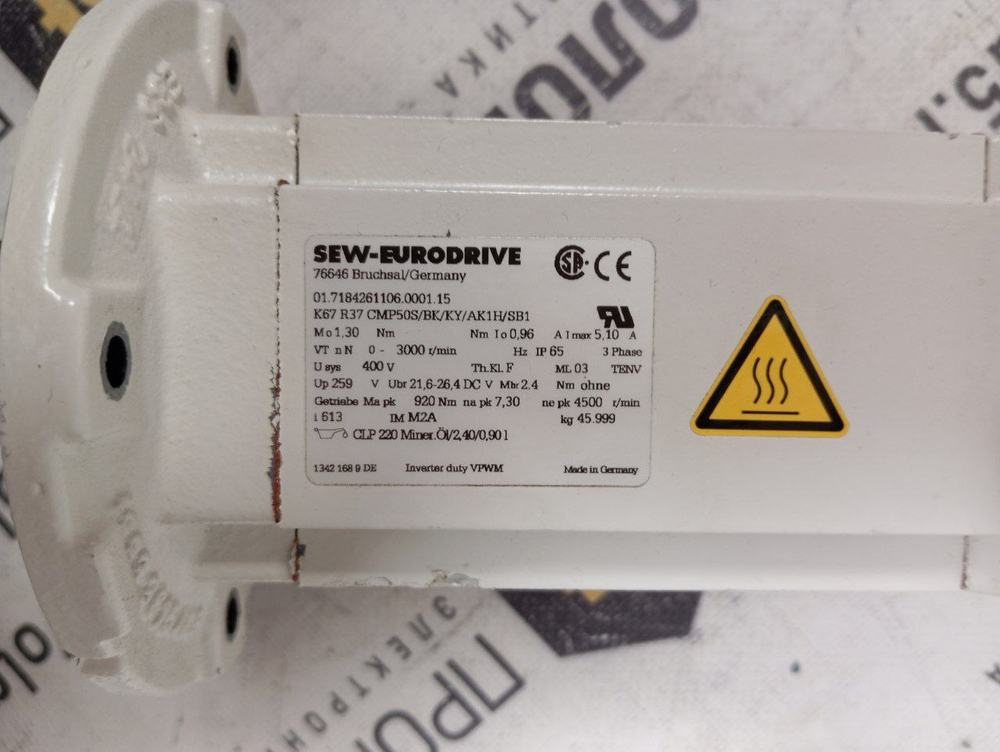 SEW-EURODRIVE
76646 Bruchsal/Germany
01.7184261106.0001.15
K67 R37 CMP50S/BK/KY/AK1H/SB1
Mo 1,30 Nm Nm Io 0,96 A Imax 5,10 A
VT n N 0 - 3000 r/min Hz IP 65 3 Phase
U sys 400 V Th.Kl. F ML 03 TENV
Up 259 V Ubr 21,6-26,4 DC V Mbr 2.4 Nm ohne
Getriebe Ma pk 920 Nm na pk 7,30 ne pk 4500 r/min
i 613 IM M2A kg 45.999
CLP 220 Miner.Öl/2,40/0,90 l
1342 168 9 DE Inverter duty VPWM Made in Germany